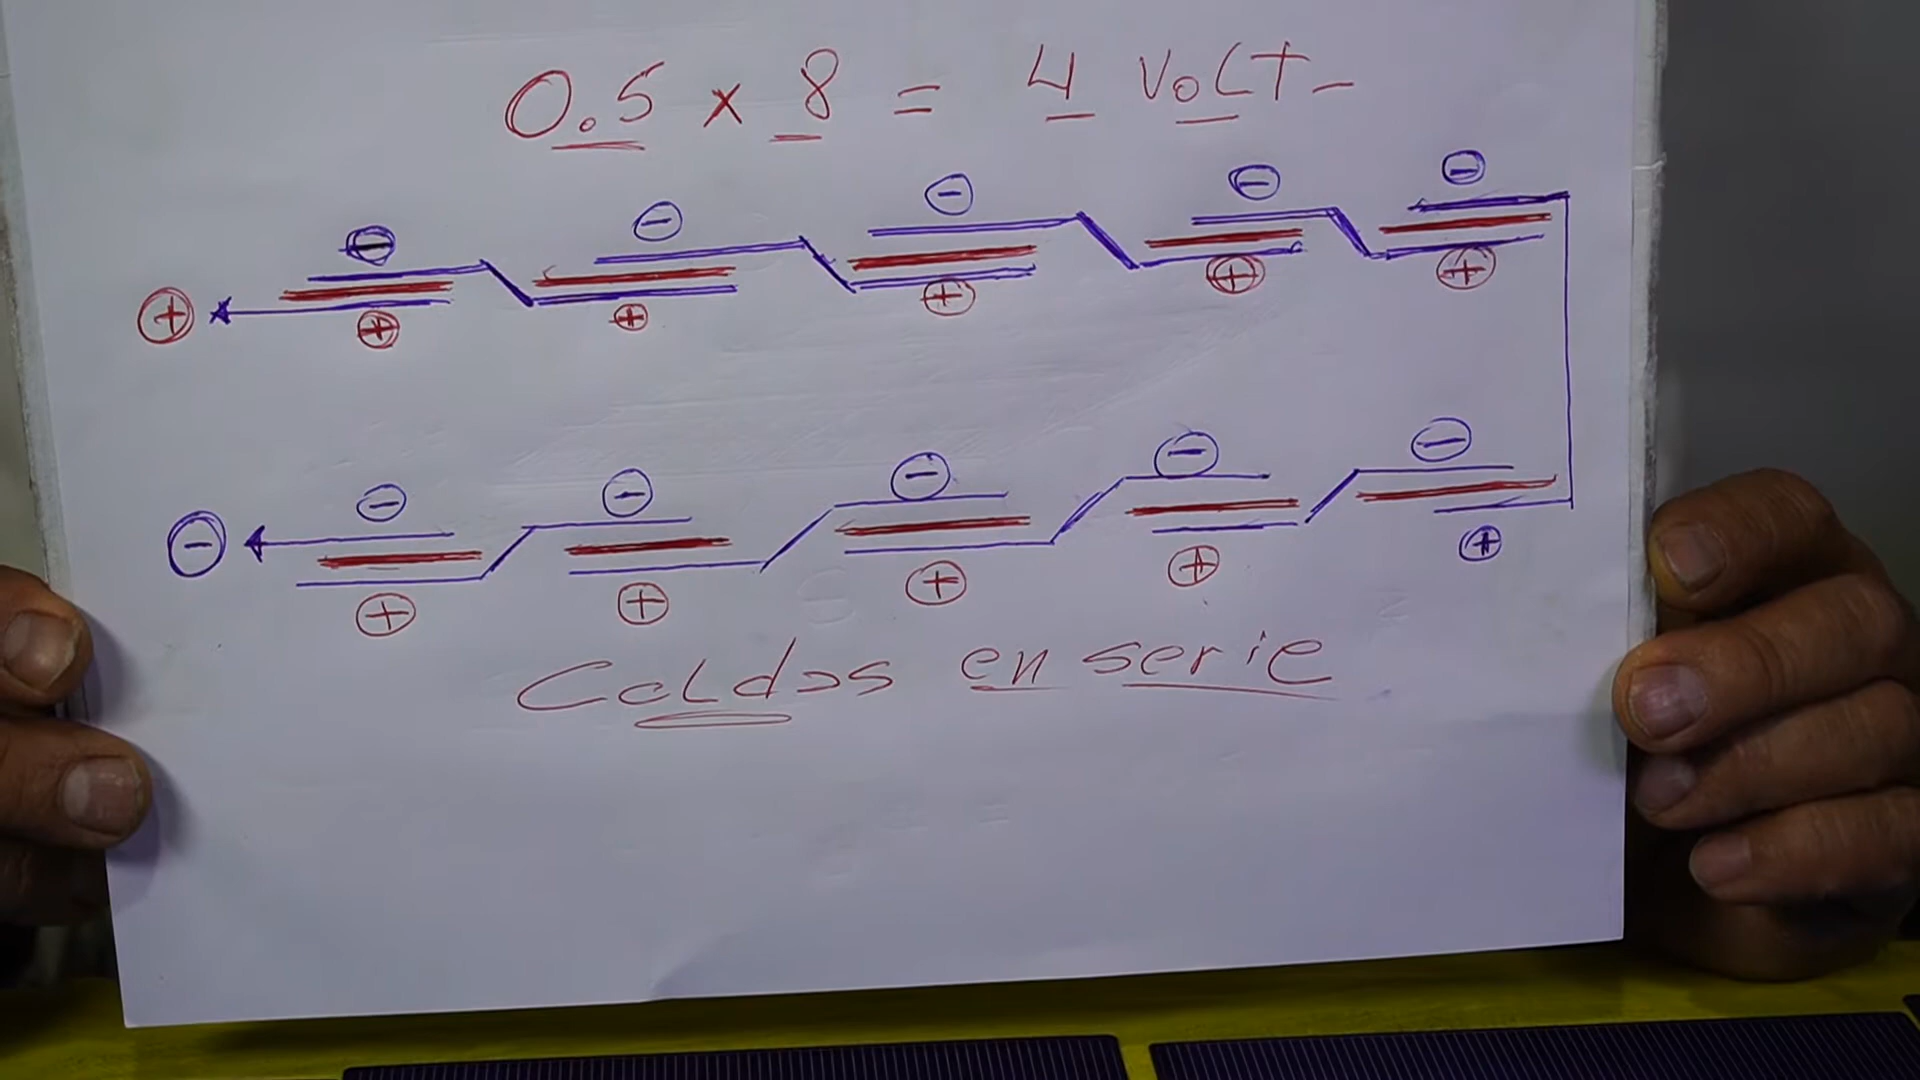 0.5 x 8 = 4 VOLT-
- - - - -
+ + + + + +
- - - - - -
+ + + + +
Celdas en serie